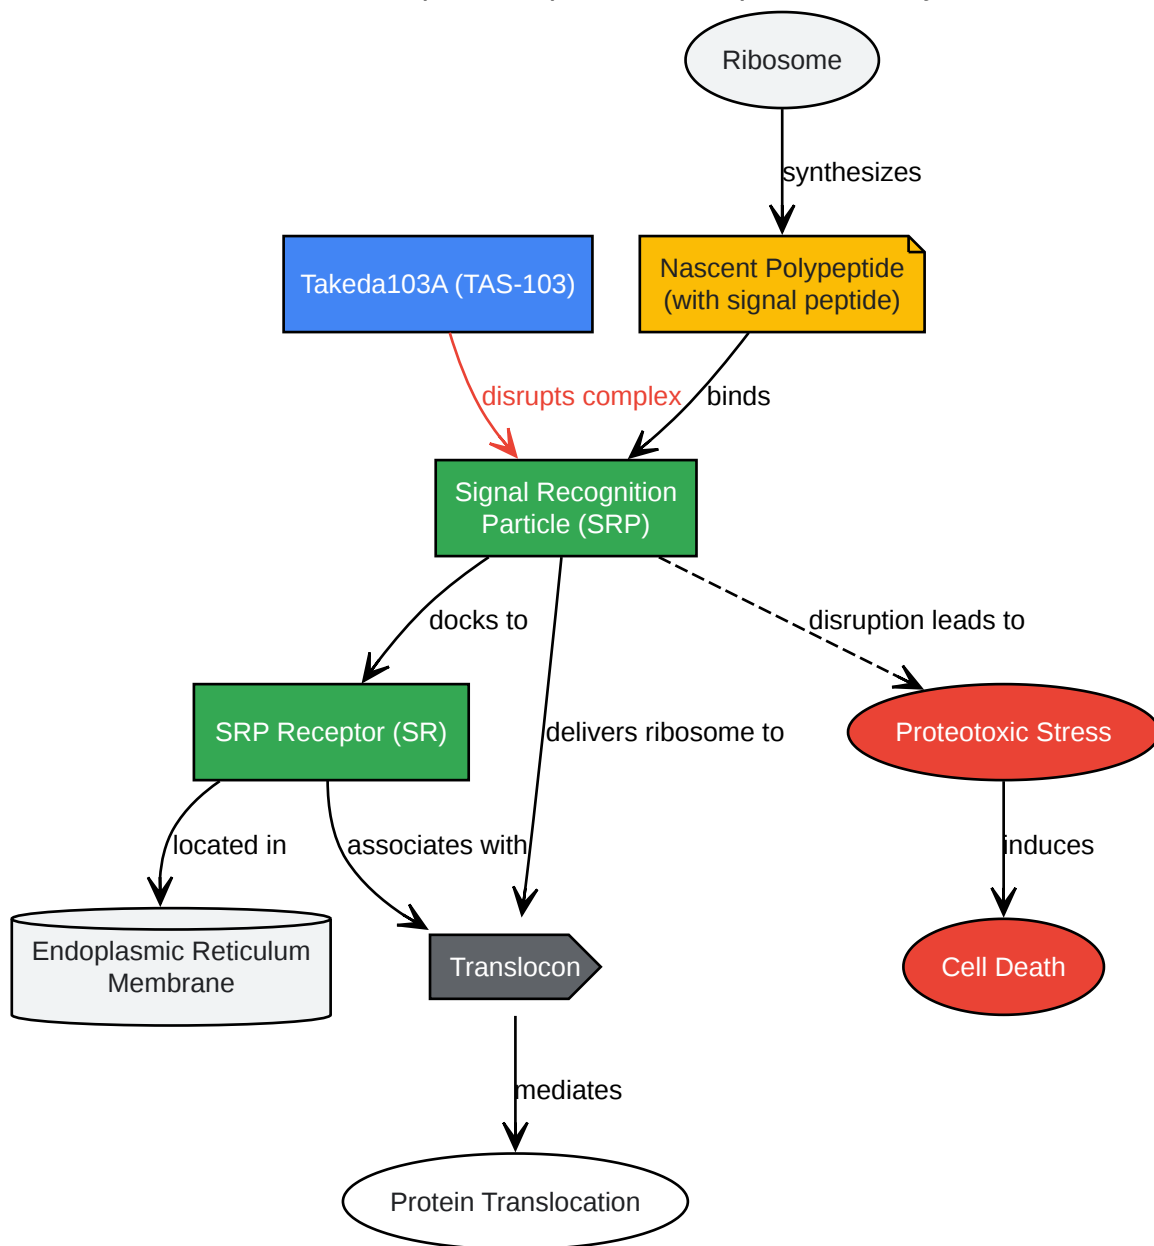 Ribosome
synthesizes
Takeda103A (TAS-103)
Nascent Polypeptide
(with signal peptide)
disrupts complex
binds
Signal Recognition
Particle (SRP)
docks to
disruption leads to
SRP Receptor (SR)
delivers ribosome to
Proteotoxic Stress
located in
associates with
induces
Endoplasmic Reticulum
Membrane
Translocon
Cell Death
mediates
Protein Translocation